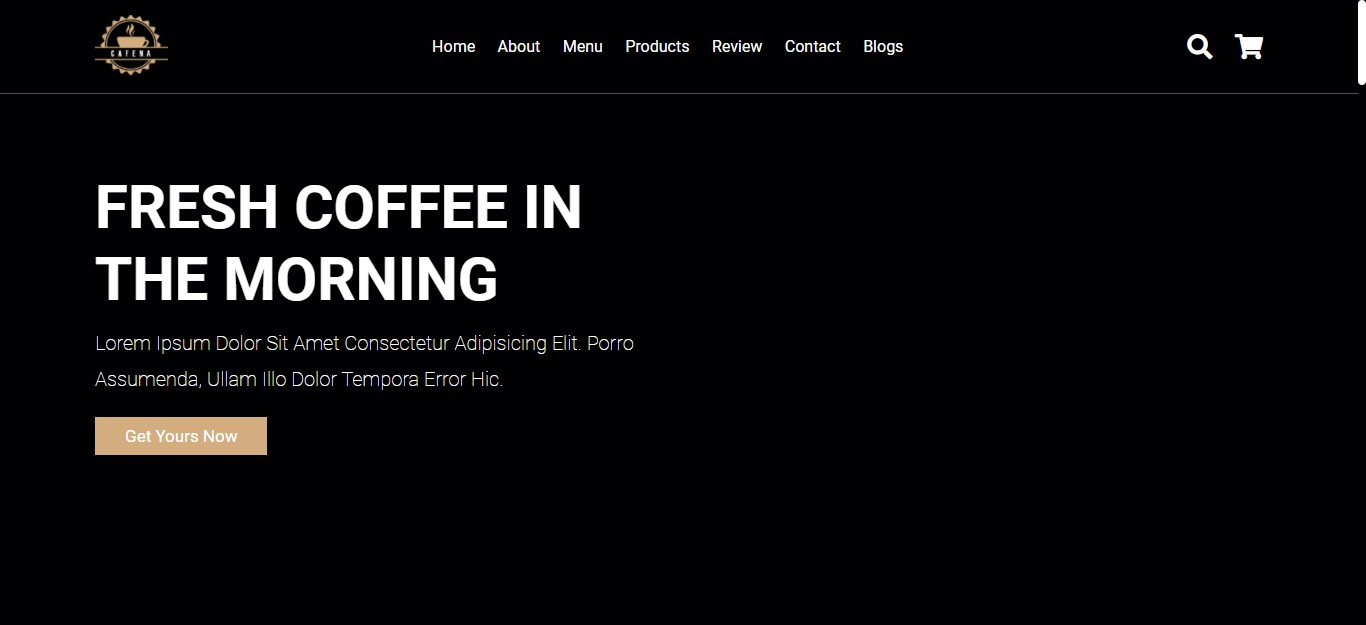 CAFENA
Home About Menu Products Review Contact Blogs
FRESH COFFEE IN
THE MORNING
Lorem Ipsum Dolor Sit Amet Consectetur Adipisicing Elit. Porro
Assumenda, Ullam Illo Dolor Tempora Error Hic.
Get Yours Now